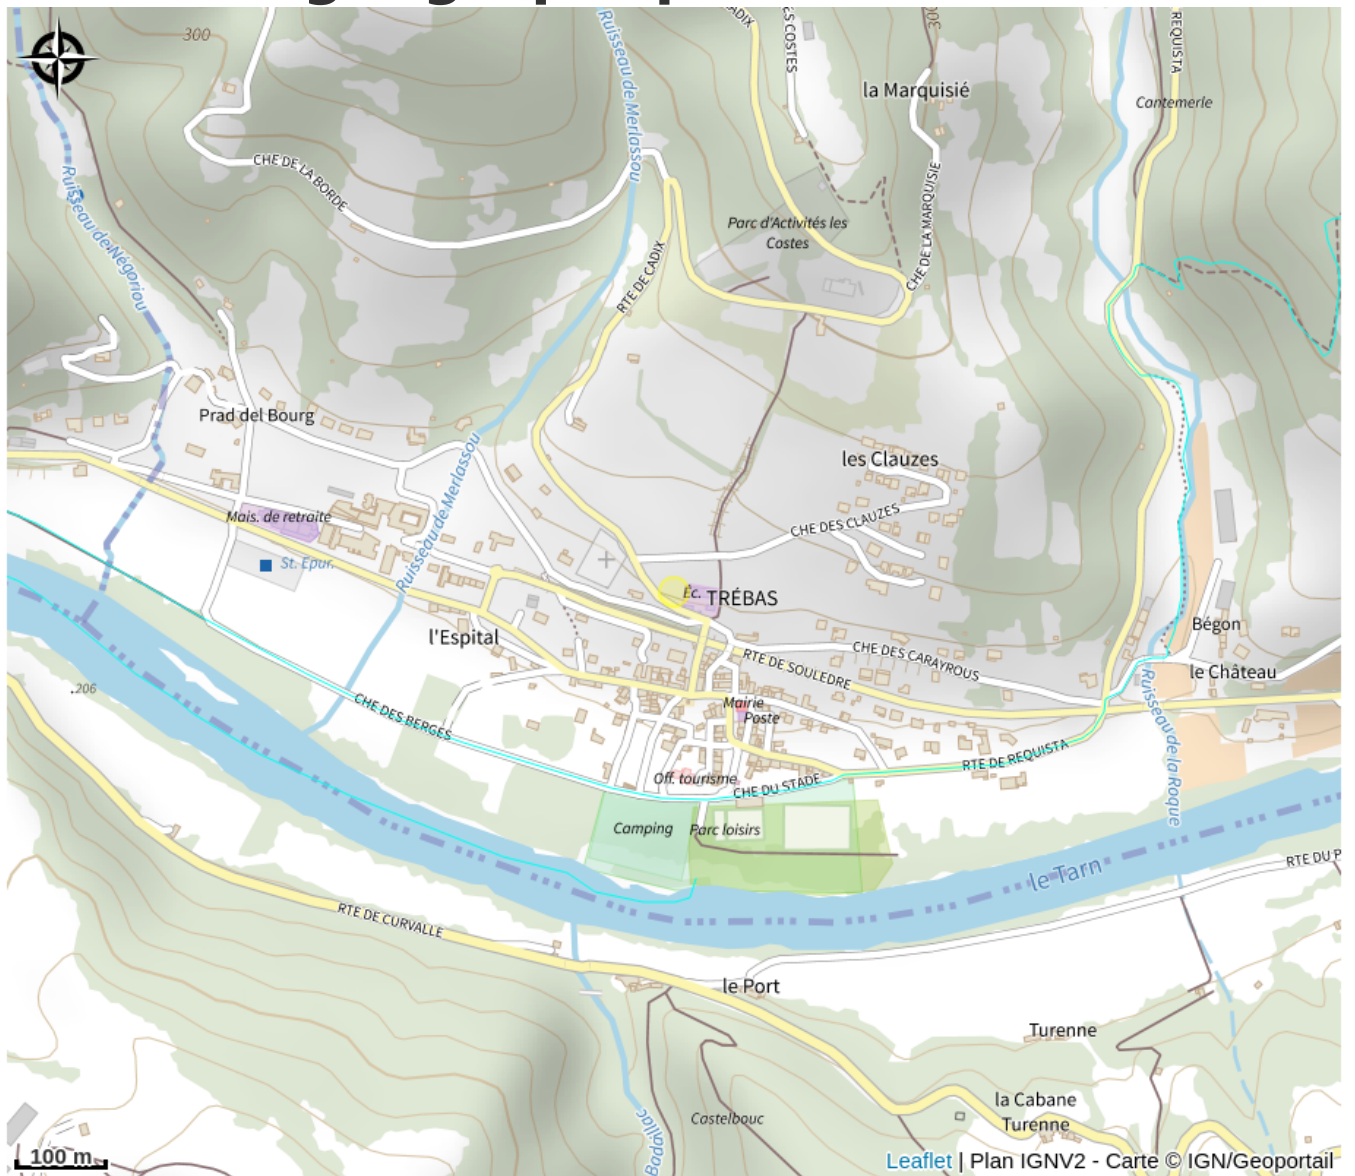 300
Ruisseau de Merlassou
CADIX
ES COSTES
300
REQUISTA
la Marquisié
Cantemerle
CHE DE LA BORDE
Ruisseau de Négoriou
CHE DE LA MARQUISIE
Parc d'Activités les
Costes
RTE DE CADIX
Prad del Bourg
les Clauzes
Ruisseau de Merlassou
Mais. de retraite
CHE DES CLAUZES
St. Epur.
Éc.
TRÉBAS
l'Espital
Bégon
CHE DES CARAYROUS
RTE DE SOULEDRE
le Château
.206
CHE DES BERGES
Mairie
Poste
Ruisseau de la Roque
RTE DE REQUISTA
Off. tourisme
CHE DU STADE
Camping
Parc loisirs
le Tarn
RTE DU P
RTE DE CURVALLE
le Port
Turenne
la Cabane
Turenne
Castelbouc
Bapaillac
100 m
Leaflet | Plan IGNV2 - Carte © IGN/Geoportail